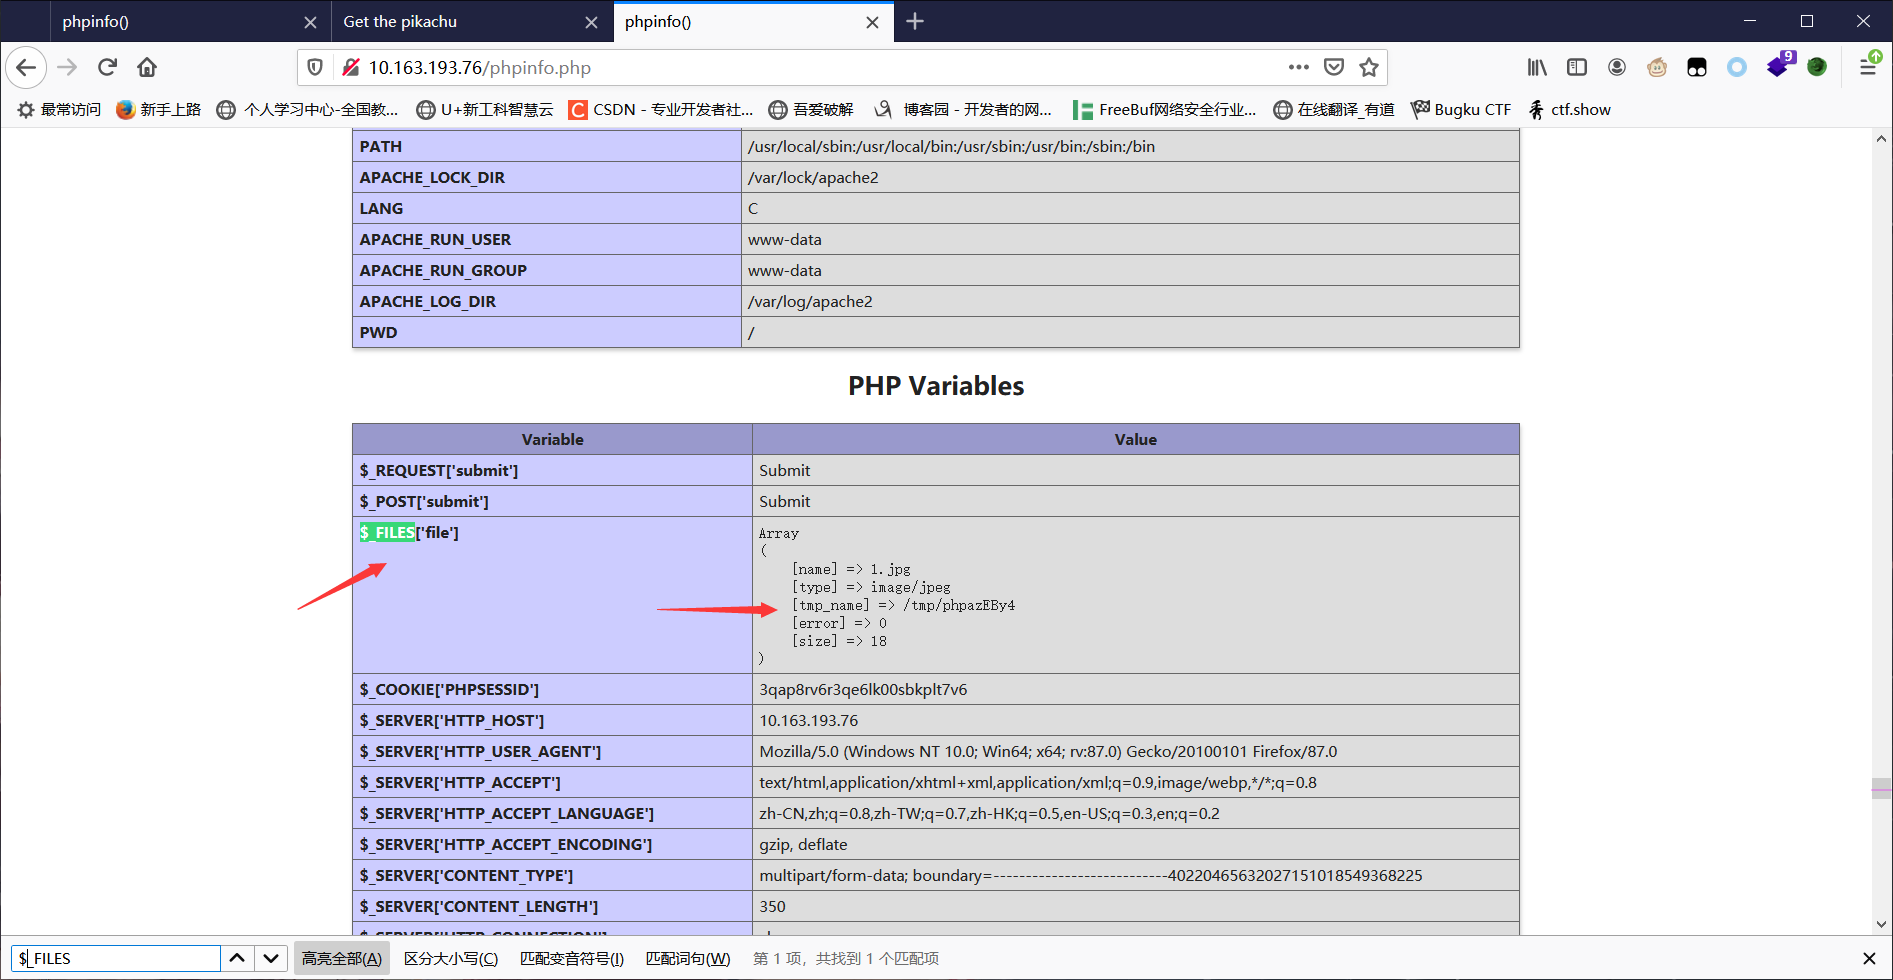 phpinfo()
Get the pikachu
phpinfo()
10.163.193.76/phpinfo.php
9
最常访问 新手上路 个人学习中心-全国教... U+新工科智慧云 CSDN - 专业开发者社... 吾爱破解 博客园 - 开发者的网... FreeBuf网络安全行业... 在线翻译_有道 Bugku CTF ctf.show
PATH /usr/local/sbin:/usr/local/bin:/usr/sbin:/usr/bin:/sbin:/bin
APACHE_LOCK_DIR /var/lock/apache2
LANG C
APACHE_RUN_USER www-data
APACHE_RUN_GROUP www-data
APACHE_LOG_DIR /var/log/apache2
PWD /
PHP Variables
Variable Value
$_REQUEST['submit'] Submit
$_POST['submit'] Submit
$_FILES['file'] Array
(
[name] => 1.jpg
[type] => image/jpeg
[tmp_name] => /tmp/phpazEBy4
[error] => 0
[size] => 18
)
$_COOKIE['PHPSESSID'] 3qap8rv6r3qe6lk00sbkplt7v6
$_SERVER['HTTP_HOST'] 10.163.193.76
$_SERVER['HTTP_USER_AGENT'] Mozilla/5.0 (Windows NT 10.0; Win64; x64; rv:87.0) Gecko/20100101 Firefox/87.0
$_SERVER['HTTP_ACCEPT'] text/html,application/xhtml+xml,application/xml;q=0.9,image/webp,*/*;q=0.8
$_SERVER['HTTP_ACCEPT_LANGUAGE'] zh-CN,zh;q=0.8,zh-TW;q=0.7,zh-HK;q=0.5,en-US;q=0.3,en;q=0.2
$_SERVER['HTTP_ACCEPT_ENCODING'] gzip, deflate
$_SERVER['CONTENT_TYPE'] multipart/form-data; boundary=---------------------------40220465632027151018549368225
$_SERVER['CONTENT_LENGTH'] 350
$_SERVER['HTTP_CONNECTION']
$_FILES 高亮全部(A) 区分大小写(C) 匹配变音符号(I) 匹配词句(W) 第 1 项，共找到 1 个匹配项